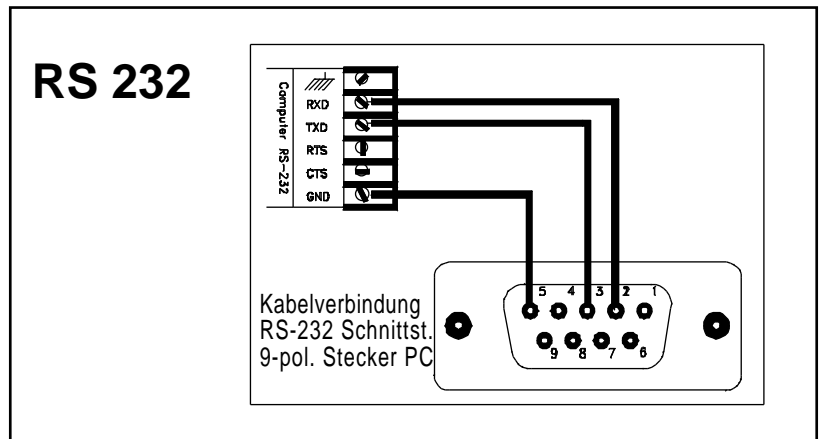 RS 232
Computer RS-232
RXD
TXD
RTS
CTS
GND
Kabelverbindung
RS-232 Schnittst.
9-pol. Stecker PC
5 4 3 2 1
9 8 7 6